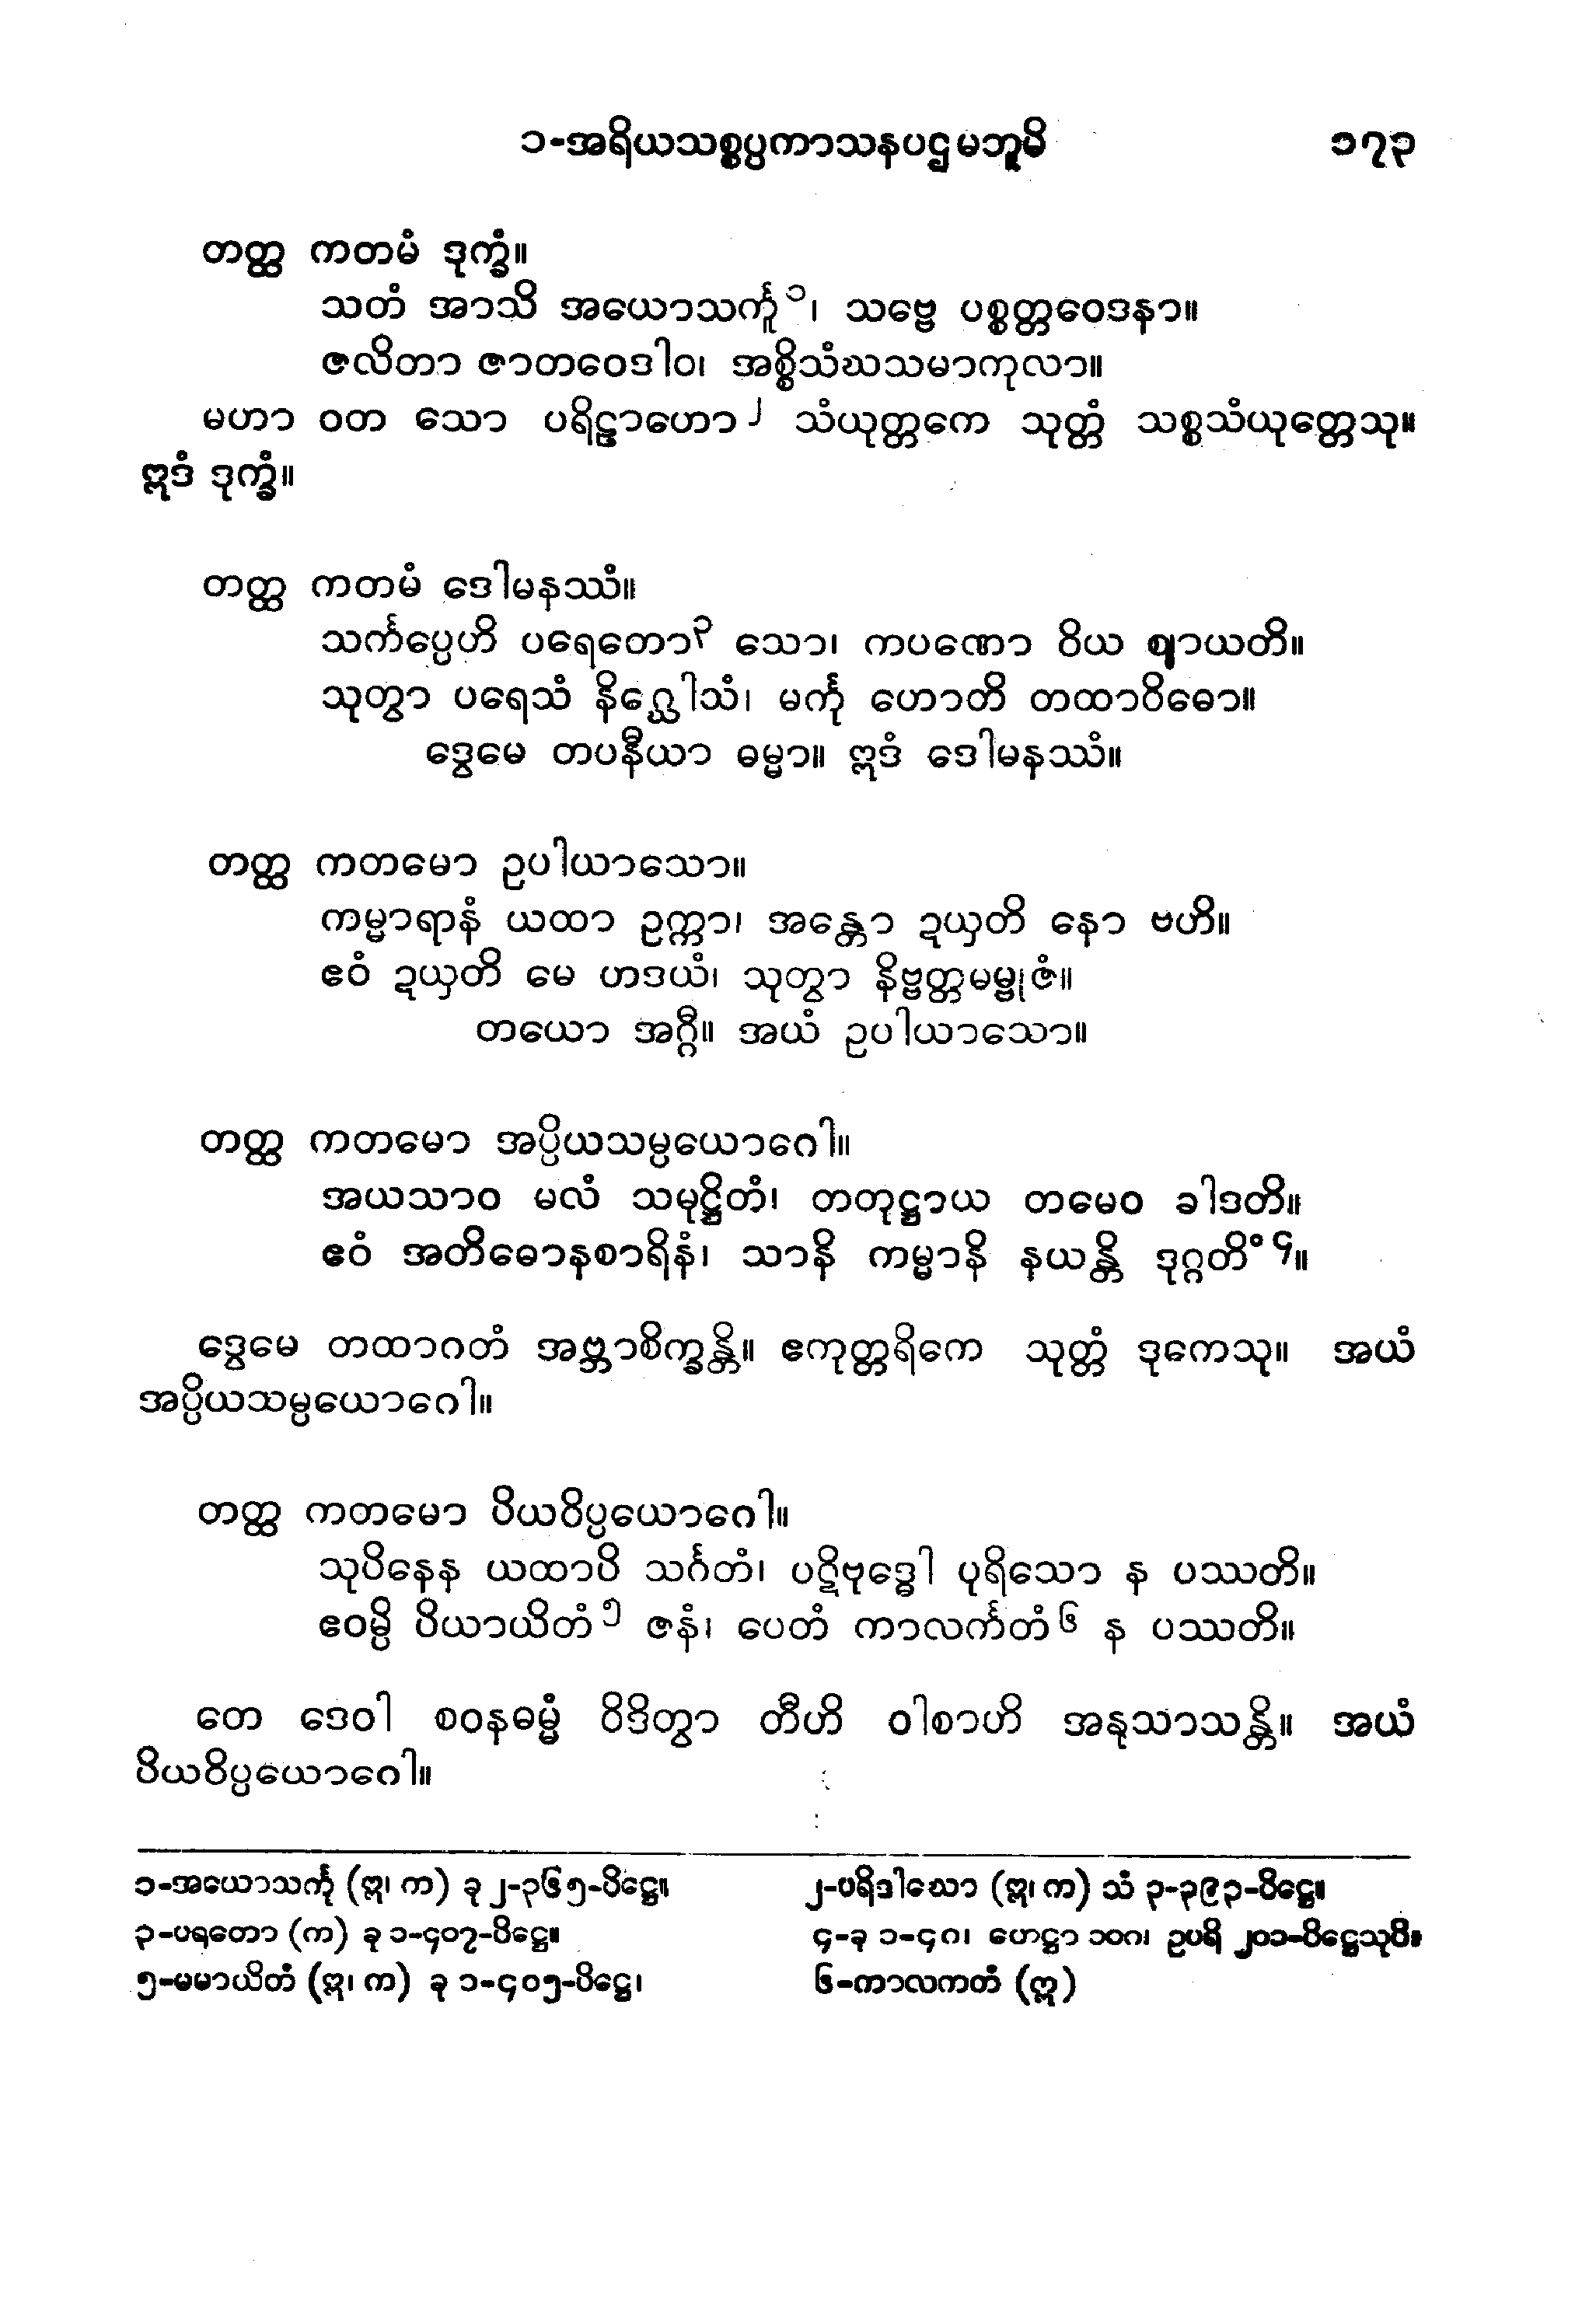 ၁-အရိယသစ္စပ္ပကာသနပဌမဘူမိ ၁၇၃
တတ္ထ ကတမံ ဒုက္ခံ။
သတံ အာသိ အယောသင်္ကူ၁၊ သဗ္ဗေ ပစ္စတ္တဝေဒနာ။
ဇလိတာ ဇာတဝေဒါဝ၊ အစ္စိသံဃသမာကုလာ။
မဟာ ဝတ သော ပရိဠာဟော၂ သံယုတ္တကေ သုတ္တံ သစ္စသံယုတ္တေသု။
ဣဒံ ဒုက္ခံ။
တတ္ထ ကတမံ ဒေါမနဿံ။
သင်္ကပ္ပေဟိ ပရေတော၃ သော၊ ကပဏော ဝိယ ဈာယတိ။
သုတွာ ပရေသံ နိဂ္ဃေါသံ၊ မင်္ကု ဟောတိ တထာဝိဓော။
ဒွေမေ တပနီယာ ဓမ္မာ။ ဣဒံ ဒေါမနဿံ။
တတ္ထ ကတမော ဥပါယာသော။
ကမ္မာရာနံ ယထာ ဥက္ကာ၊ အန္တော ဍယှတိ နော ဗဟိ။
ဧဝံ ဍယှတိ မေ ဟဒယံ၊ သုတွာ နိဗ္ဗတ္တမမ္ဗုဇံ။
တယော အဂ္ဂီ။ အယံ ဥပါယာသော။
တတ္ထ ကတမော အပ္ပိယသမ္ပယောဂေါ။
အယသာဝ မလံ သမုဋ္ဌိတံ၊ တတုဋ္ဌာယ တမေဝ ခါဒတိ။
ဧဝံ အတိဓောနစာရိနံ၊ သာနိ ကမ္မာနိ နယန္တိ ဒုဂ္ဂတိံ၄။
ဒွေမေ တထာဂတံ အဗ္ဘာစိက္ခန္တိ။ ဧကုတ္တရိကေ သုတ္တံ ဒုကေသု။ အယံ
အပ္ပိယသမ္ပယောဂေါ။
တတ္ထ ကတမော ပိယဝိပ္ပယောဂေါ။
သုပိနေန ယထာပိ သင်္ဂတံ၊ ပဋိဗုဒ္ဓေါ ပုရိသော န ပဿတိ။
ဧဝမ္ပိ ပိယာယိတံ၅ ဇနံ၊ ပေတံ ကာလင်္ကတံ၆ န ပဿတိ။
တေ ဒေဝါ စဝနဓမ္မံ ဝိဒိတွာ တီဟိ ဝါစာဟိ အနုသာသန္တိ။ အယံ
ပိယဝိပ္ပယောဂေါ။
၁-အယောသင်္ကု (ဣ၊ က) ခု ၂-၃၆၅-ပိဋ္ဌေ။ ၂-ပရိဒါဃော (ဣ၊ က) သံ ၃-၃၉၃-ပိဋ္ဌေ။
၃-ပရတော (က) ခု ၁-၄၀၇-ပိဋ္ဌေ။ ၄-ခု ၁-၄၈၊ ဟေဋ္ဌာ ၁၀၈၊ ဥပရိ ၂၀၁-ပိဋ္ဌေသုပိ။
၅-မမာယိတံ (ဣ၊ က) ခု ၁-၄၀၅-ပိဋ္ဌေ၊ ၆-ကာလကတံ (ဣ)